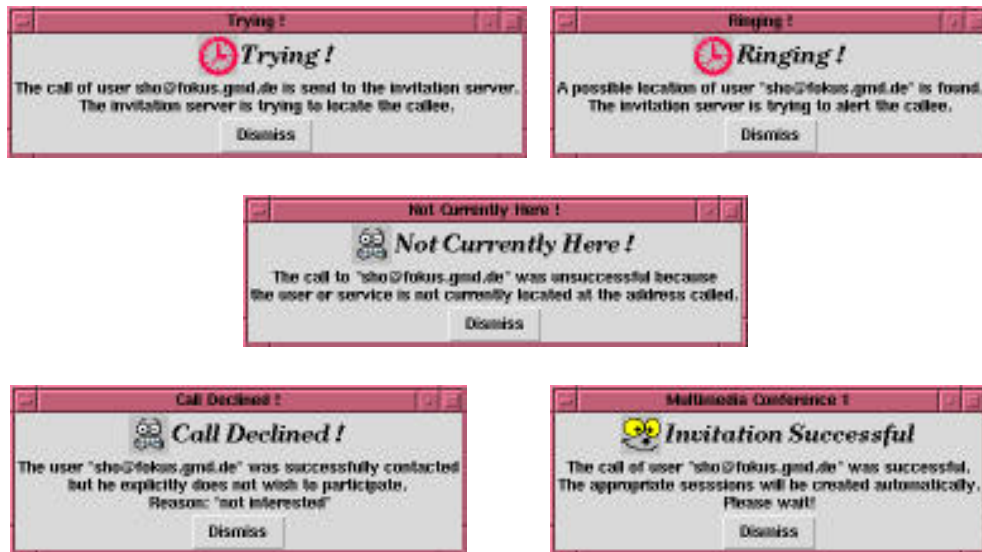 Trying !
Trying !
The call of user sho@fokus.gmd.de is send to the invitation server.
The invitation server is trying to locate the callee.
Dismiss
Ringing !
Ringing !
A possible location of user "sho@fokus.gmd.de" is found.
The invitation server is trying to alert the callee.
Dismiss
Not Currently Here !
Not Currently Here !
The call to "sho@fokus.gmd.de" was unsuccessful because
the user or service is not currently located at the address called.
Dismiss
Call Declined !
Call Declined !
The user "sho@fokus.gmd.de" was successfully contacted
but he explicitly does not wish to participate.
Reason: "not interested"
Dismiss
Multimedia Conference 1
Invitation Successful
The call of user "sho@fokus.gmd.de" was successful.
The appropriate sesssions will be created automatically.
Please wait!
Dismiss